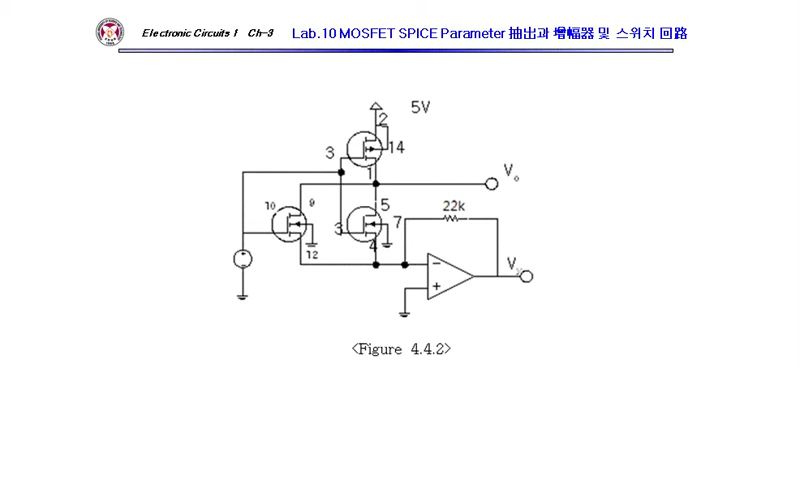 Electronic Circuits 1 Ch-3 Lab.10 MOSFET SPICE Parameter 抽出과 增幅器 및 스위치 回路
5V
2
3 14
1
Vo
10 9 5 22k
3 7
12 4
−
V
+
<Figure 4.4.2>